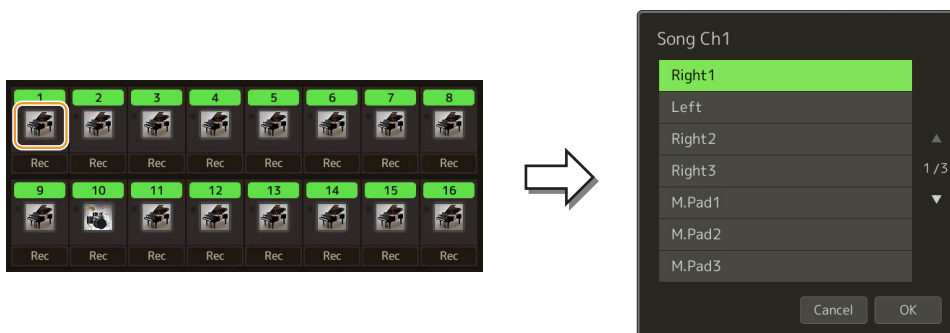 1 2 3 4 5 6 7 8
Rec Rec Rec Rec Rec Rec Rec Rec
9 10 11 12 13 14 15 16
Rec Rec Rec Rec Rec Rec Rec Rec
Song Ch1
Right1
Left
Right2
Right3
M.Pad1
M.Pad2
M.Pad3
1/3
Cancel OK